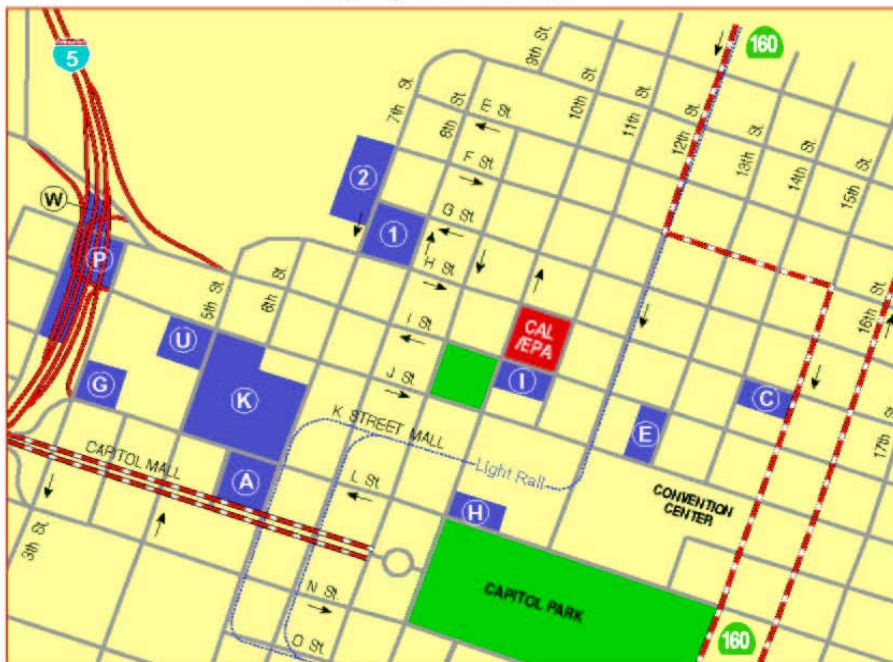 160
5
9th St.
7th St.
8th St.
10th St.
11th St.
12th St.
13th St.
14th St.
15th St.
E St.
F St.
G St.
H St.
I St.
J St.
2
1
W
P
5th St.
6th St.
U
G
K
A
CAL
/EPA
I
C
E
H
16th St.
17th St.
K STREET MALL
Light Rail
CAPITOL MALL
L St.
CONVENTION
CENTER
3th St.
N St.
O St.
CAPITOL PARK
160